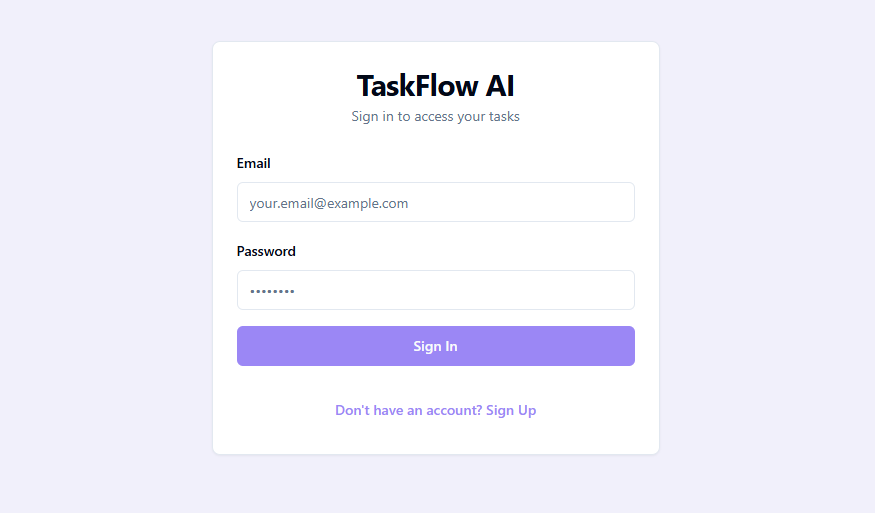 TaskFlow AI
Sign in to access your tasks
Email
your.email@example.com
Password
••••••••
Sign In
Don't have an account? Sign Up